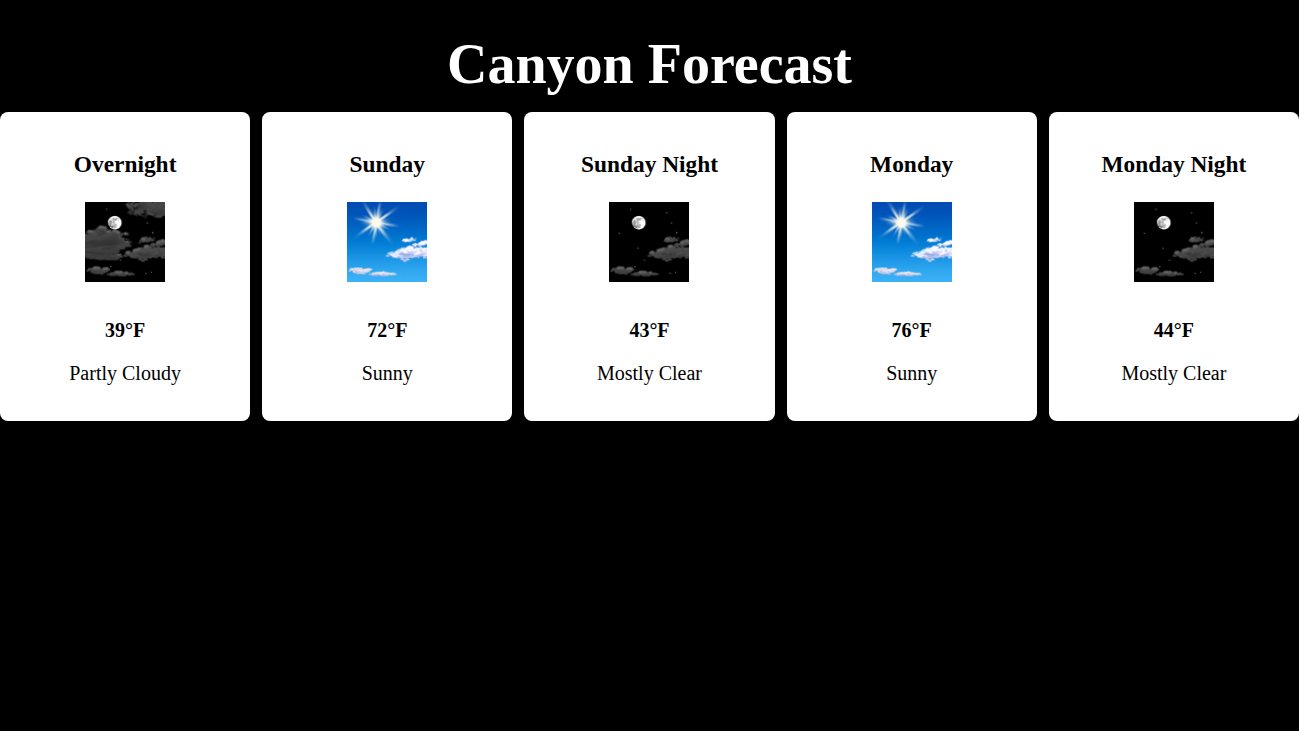 Canyon Forecast
Overnight
39°F
Partly Cloudy
Sunday
72°F
Sunny
Sunday Night
43°F
Mostly Clear
Monday
76°F
Sunny
Monday Night
44°F
Mostly Clear